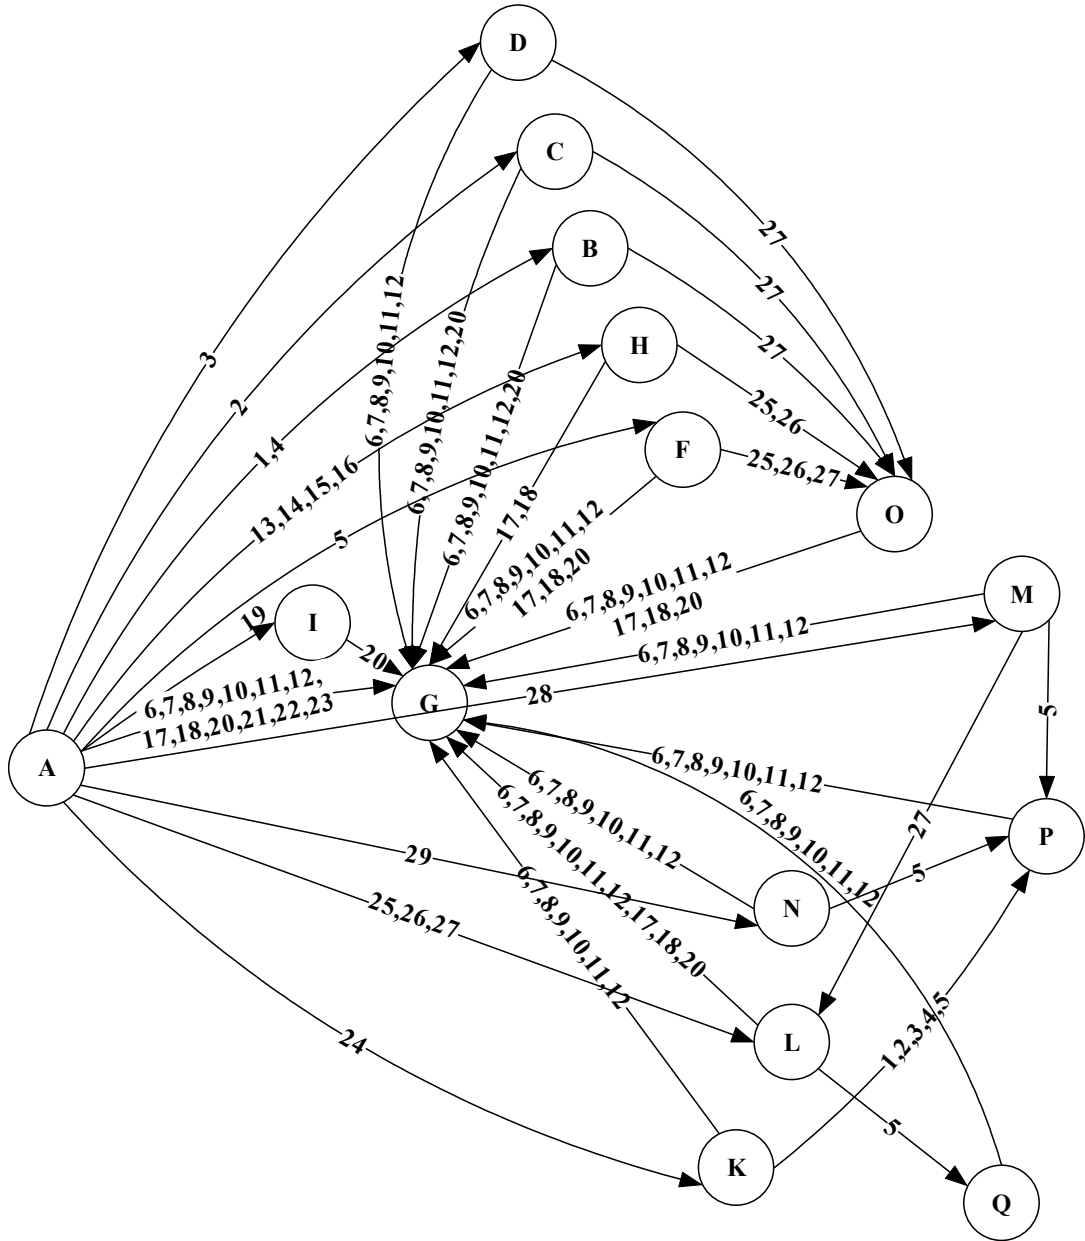 D
C
B
27
6,7,8,9,10,11,12
27
3
H
27
6,7,8,9,10,11,12,20
2
25,26
6,7,8,9,10,11,12,20
1,4
F
25,26,27
13,14,15,16
17,18
O
5
6,7,8,9,10,11,12
17,18,20
6,7,8,9,10,11,12
17,18,20
M
19
I
6,7,8,9,10,11,12
20
6,7,8,9,10,11,12,
17,18,20,21,22,23
G
28
5
A
6,7,8,9,10,11,12
6,7,8,9,10,11,12
6,7,8,9,10,11,12
27
P
29
5
6,7,8,9,10,11,12,17,18,20
N
25,26,27
6,7,8,9,10,11,12
24
L
1,2,3,4,5
5
K
Q